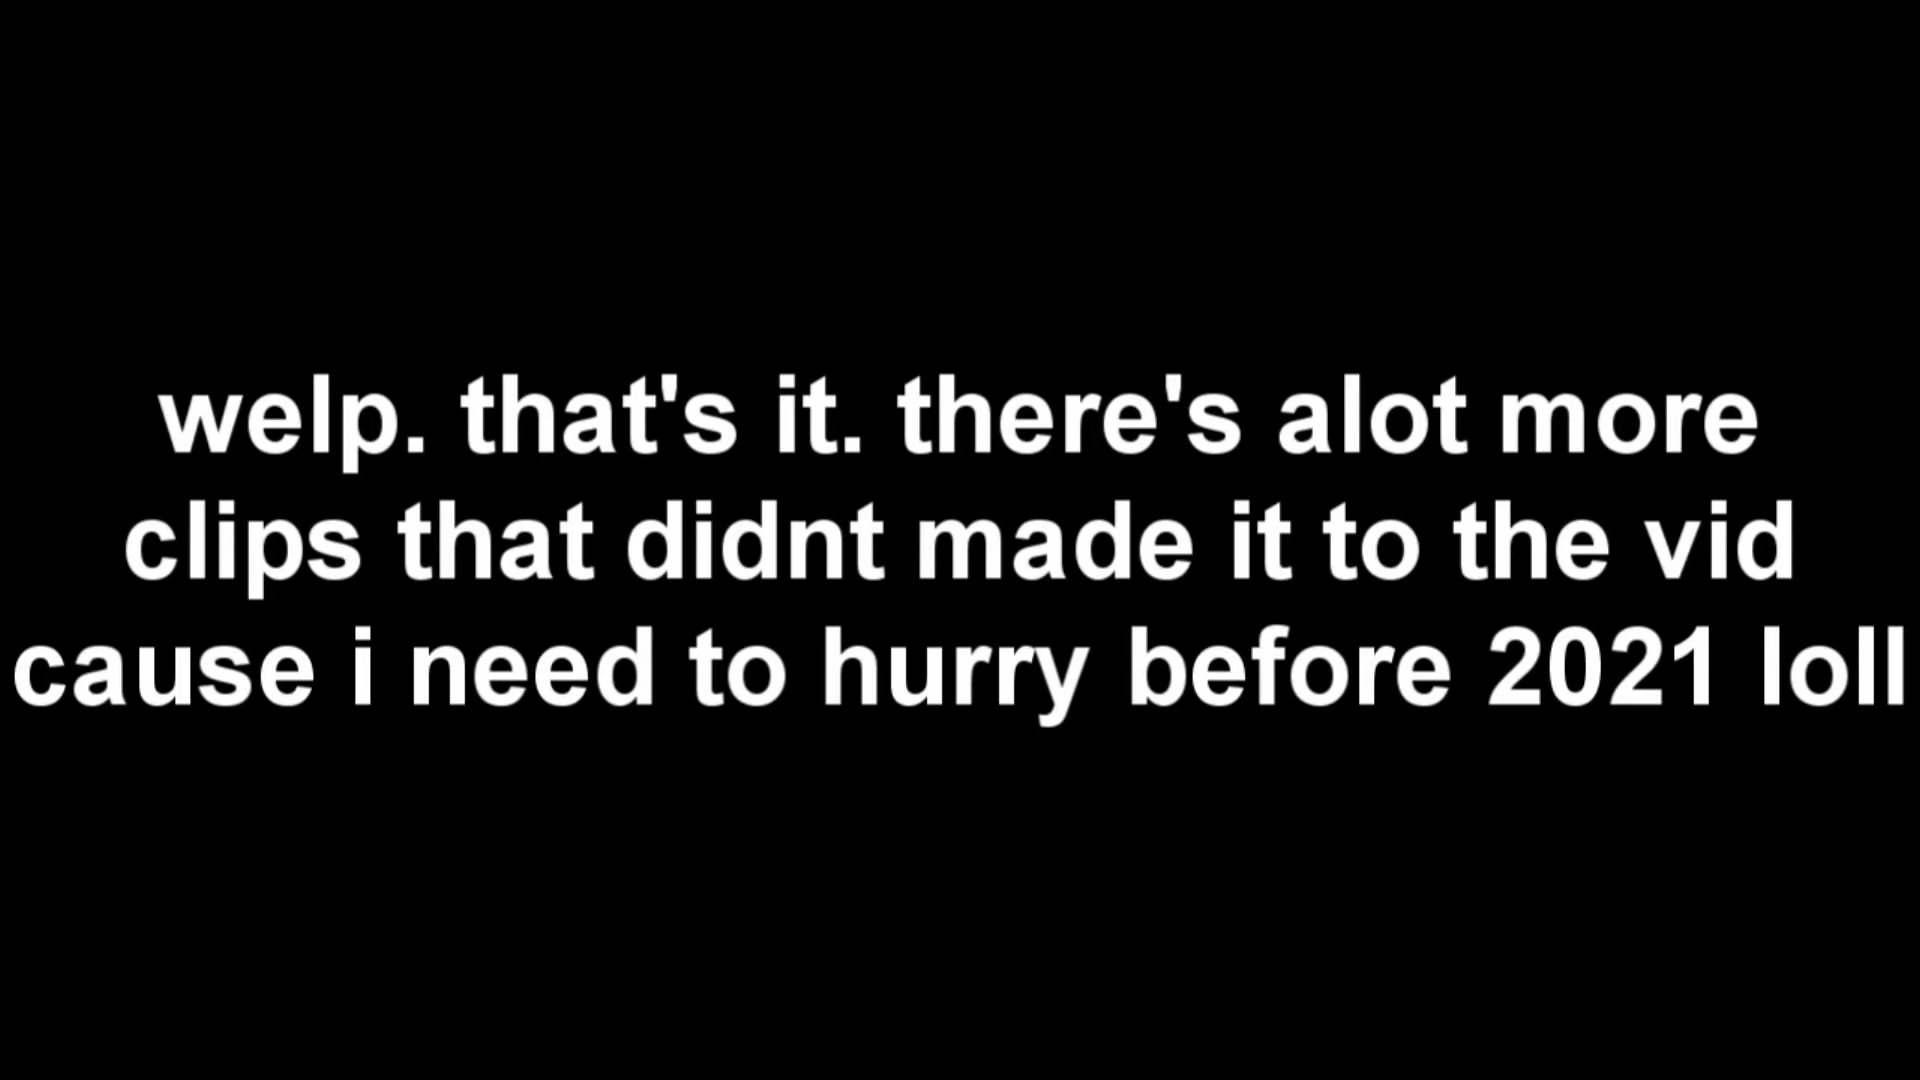 welp. that's it. there's alot more
clips that didnt made it to the vid
cause i need to hurry before 2021 loll